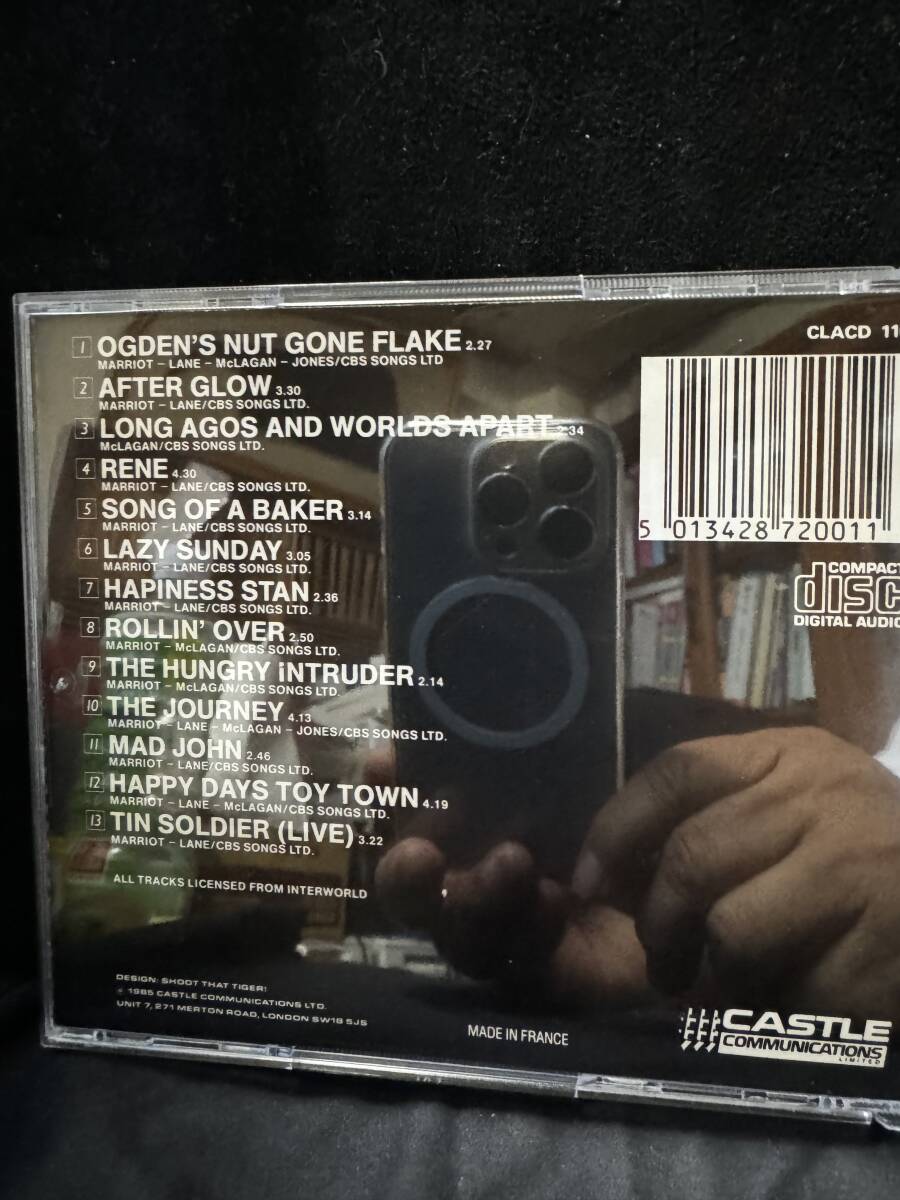 1 OGDEN'S NUT GONE FLAKE 2.27
MARRIOT – LANE – McLAGAN – JONES/CBS SONGS LTD
2 AFTER GLOW 3.30
MARRIOT – LANE/CBS SONGS LTD.
3 LONG AGOS AND WORLDS APART 2.34
McLAGAN/CBS SONGS LTD.
4 RENE 4.30
MARRIOT – LANE/CBS SONGS LTD.
5 SONG OF A BAKER 3.14
MARRIOT – LANE/CBS SONGS LTD.
6 LAZY SUNDAY 3.05
MARRIOT – LANE/CBS SONGS LTD.
7 HAPINESS STAN 2.36
MARRIOT – LANE/CBS SONGS LTD.
8 ROLLIN' OVER 2.50
MARRIOT – McLAGAN/CBS SONGS LTD.
9 THE HUNGRY iNTRUDER 2.14
MARRIOT – McLAGAN/CBS SONGS LTD.
10 THE JOURNEY 4.13
MARRIOT – LANE – McLAGAN – JONES/CBS SONGS LTD.
11 MAD JOHN 2.46
MARRIOT – LANE/CBS SONGS LTD.
12 HAPPY DAYS TOY TOWN 4.19
MARRIOT – LANE – McLAGAN/CBS SONGS LTD.
13 TIN SOLDIER (LIVE) 3.22
MARRIOT – LANE/CBS SONGS LTD.
ALL TRACKS LICENSED FROM INTERWORLD
DESIGN: SHOOT THAT TIGER!
© 1985 CASTLE COMMUNICATIONS LTD.
UNIT 7, 271 MERTON ROAD, LONDON SW18 5JS
MADE IN FRANCE
CLACD 11
5 013428 720011
COMPACT
disc
DIGITAL AUDIO
CASTLE
COMMUNICATIONS
LIMITED